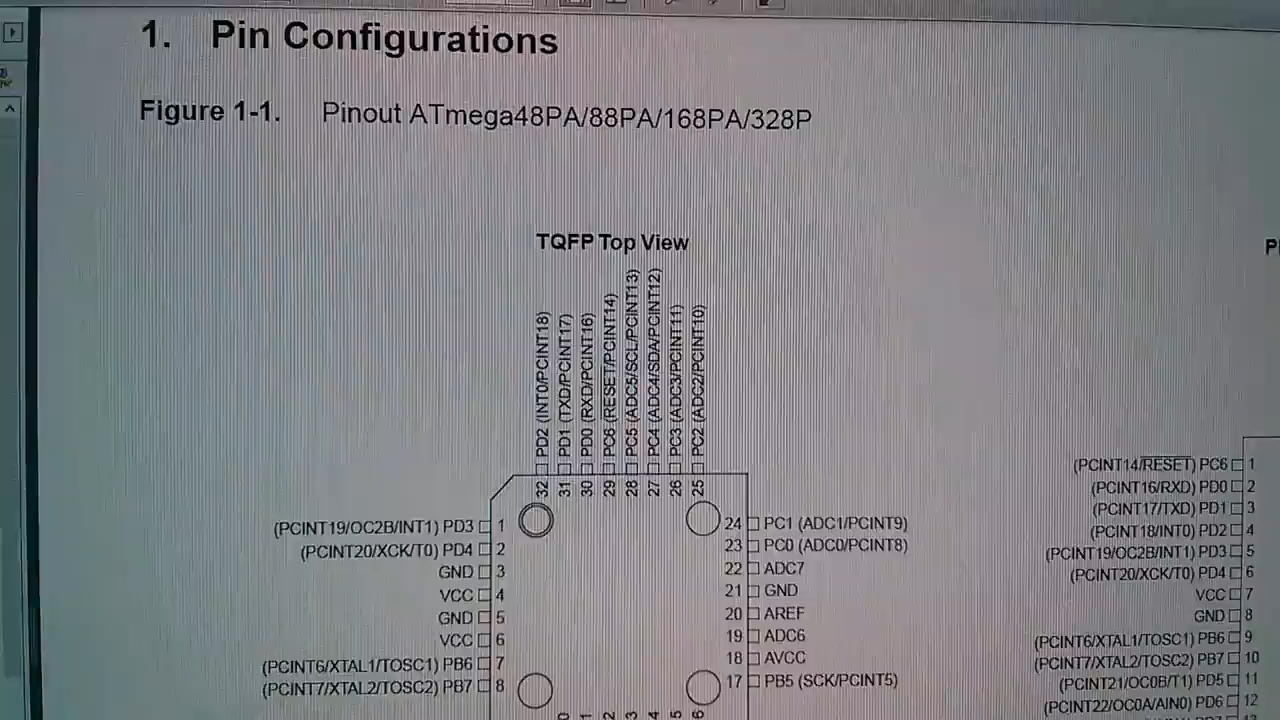 1. Pin Configurations
Figure 1-1. Pinout ATmega48PA/88PA/168PA/328P
TQFP Top View
32 PD2 (INT0/PCINT18)
31 PD1 (TXD/PCINT17)
30 PD0 (RXD/PCINT16)
29 PC6 (RESET/PCINT14)
28 PC5 (ADC5/SCL/PCINT13)
27 PC4 (ADC4/SDA/PCINT12)
26 PC3 (ADC3/PCINT11)
25 PC2 (ADC2/PCINT10)
(PCINT19/OC2B/INT1) PD3 1
(PCINT20/XCK/T0) PD4 2
GND 3
VCC 4
GND 5
VCC 6
(PCINT6/XTAL1/TOSC1) PB6 7
(PCINT7/XTAL2/TOSC2) PB7 8
24 PC1 (ADC1/PCINT9)
23 PC0 (ADC0/PCINT8)
22 ADC7
21 GND
20 AREF
19 ADC6
18 AVCC
17 PB5 (SCK/PCINT5)
(PCINT14/RESET) PC6 1
(PCINT16/RXD) PD0 2
(PCINT17/TXD) PD1 3
(PCINT18/INT0) PD2 4
(PCINT19/OC2B/INT1) PD3 5
(PCINT20/XCK/T0) PD4 6
VCC 7
GND 8
(PCINT6/XTAL1/TOSC1) PB6 9
(PCINT7/XTAL2/TOSC2) PB7 10
(PCINT21/OC0B/T1) PD5 11
(PCINT22/OC0A/AIN0) PD6 12